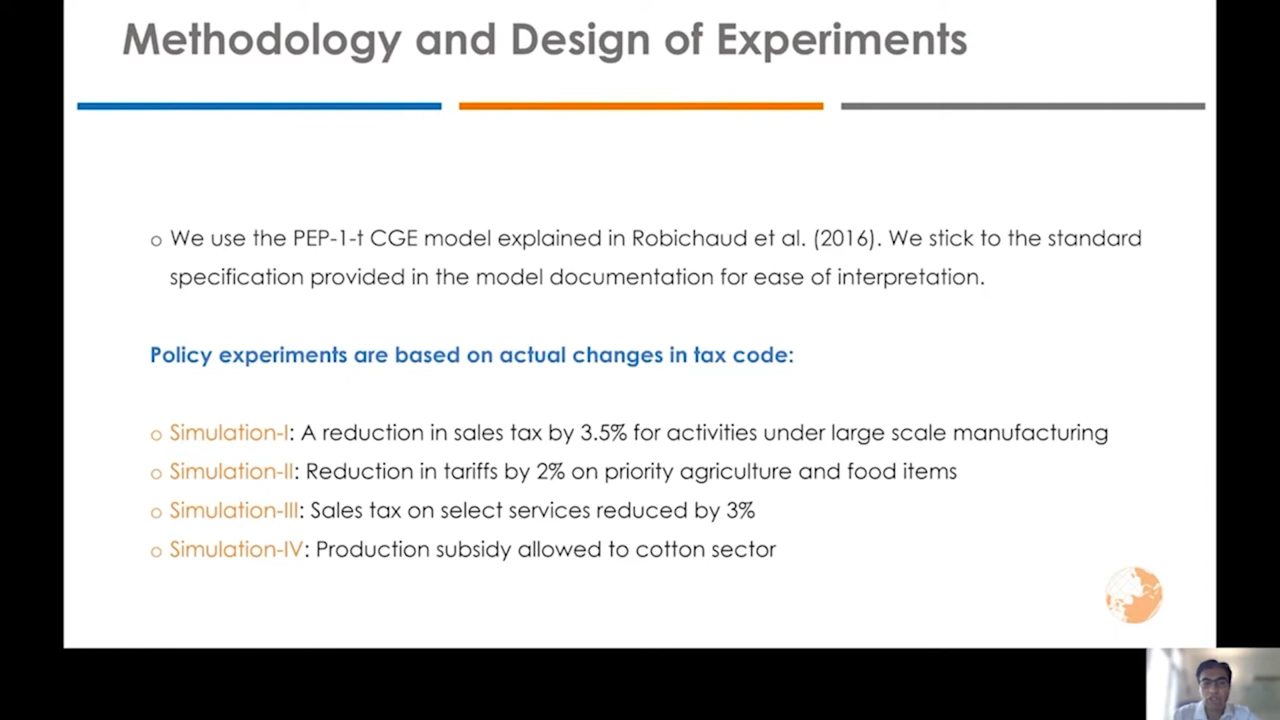 Methodology and Design of Experiments
o We use the PEP-1-t CGE model explained in Robichaud et al. (2016). We stick to the standard
specification provided in the model documentation for ease of interpretation.
Policy experiments are based on actual changes in tax code:
o Simulation-I: A reduction in sales tax by 3.5% for activities under large scale manufacturing
o Simulation-II: Reduction in tariffs by 2% on priority agriculture and food items
o Simulation-III: Sales tax on select services reduced by 3%
o Simulation-IV: Production subsidy allowed to cotton sector